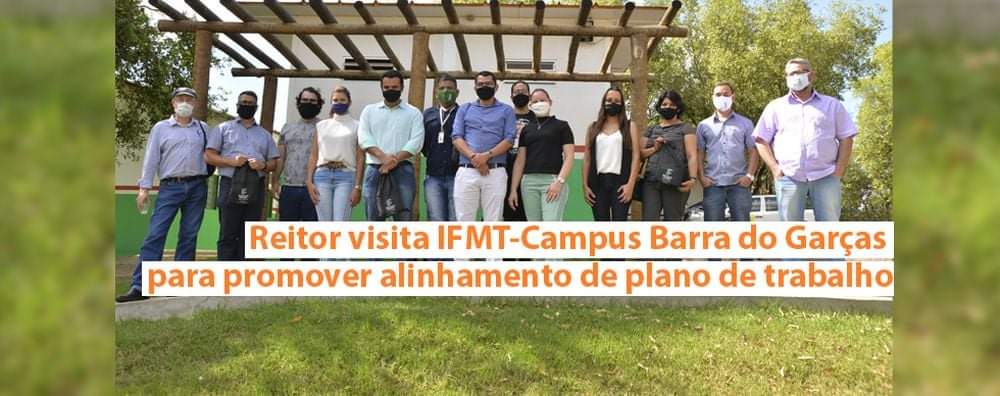 Reitor visita IFMT-Campus Barra do Garças
para promover alinhamento de plano de trabalho